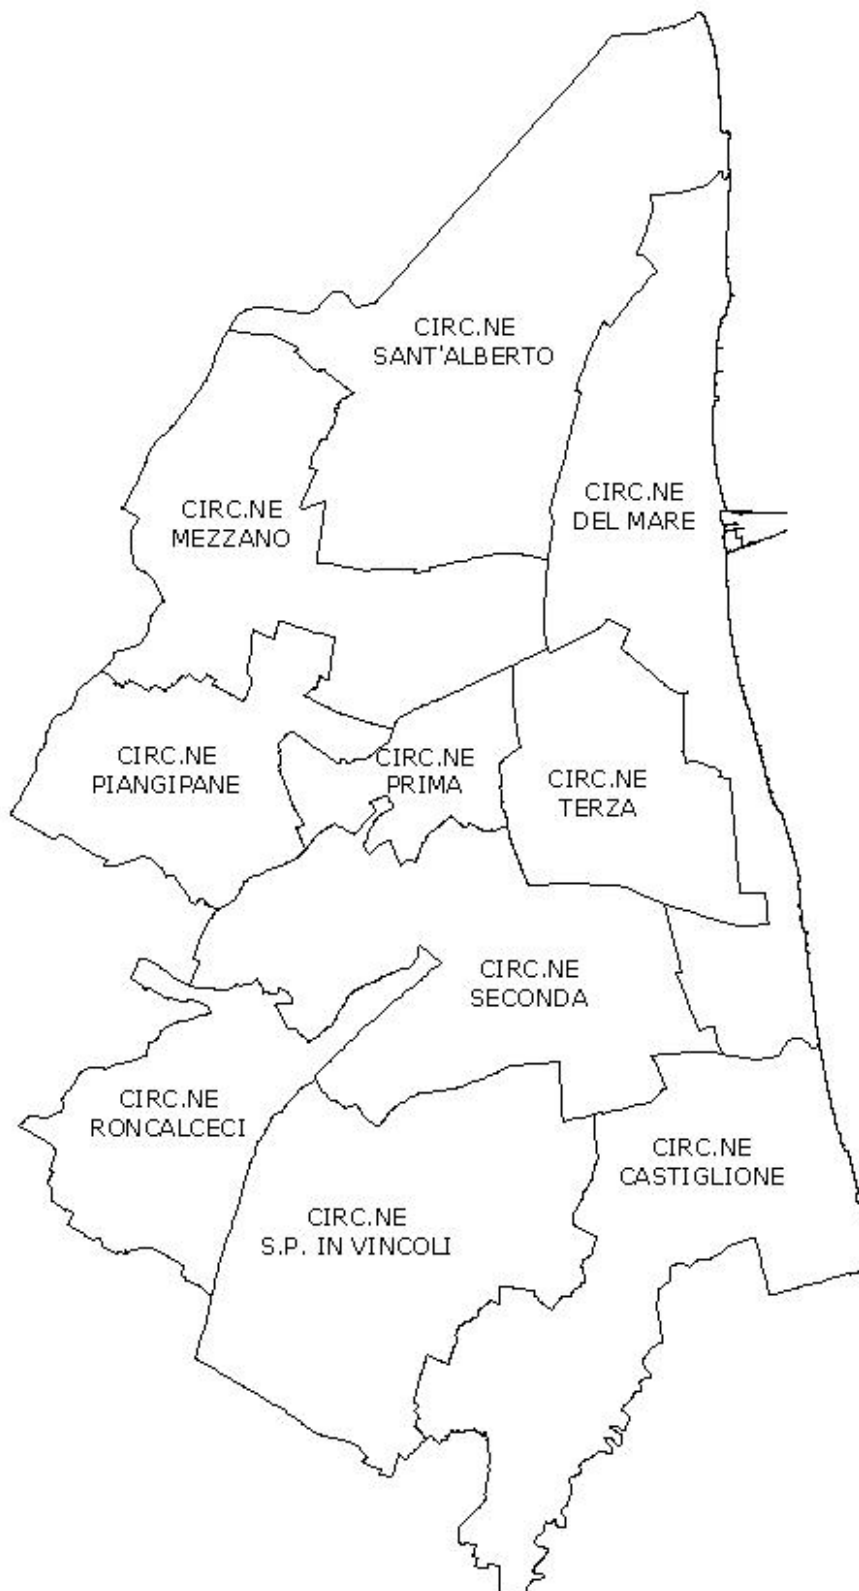 CIRC.NE
SANT'ALBERTO
CIRC.NE
DEL MARE
CIRC.NE
MEZZANO
CIRC.NE
PIANGIPANE
CIRC.NE
PRIMA
CIRC.NE
TERZA
CIRC.NE
SECONDA
CIRC.NE
RONCALCECI
CIRC.NE
CASTIGLIONE
CIRC.NE
S.P. IN VINCOLI